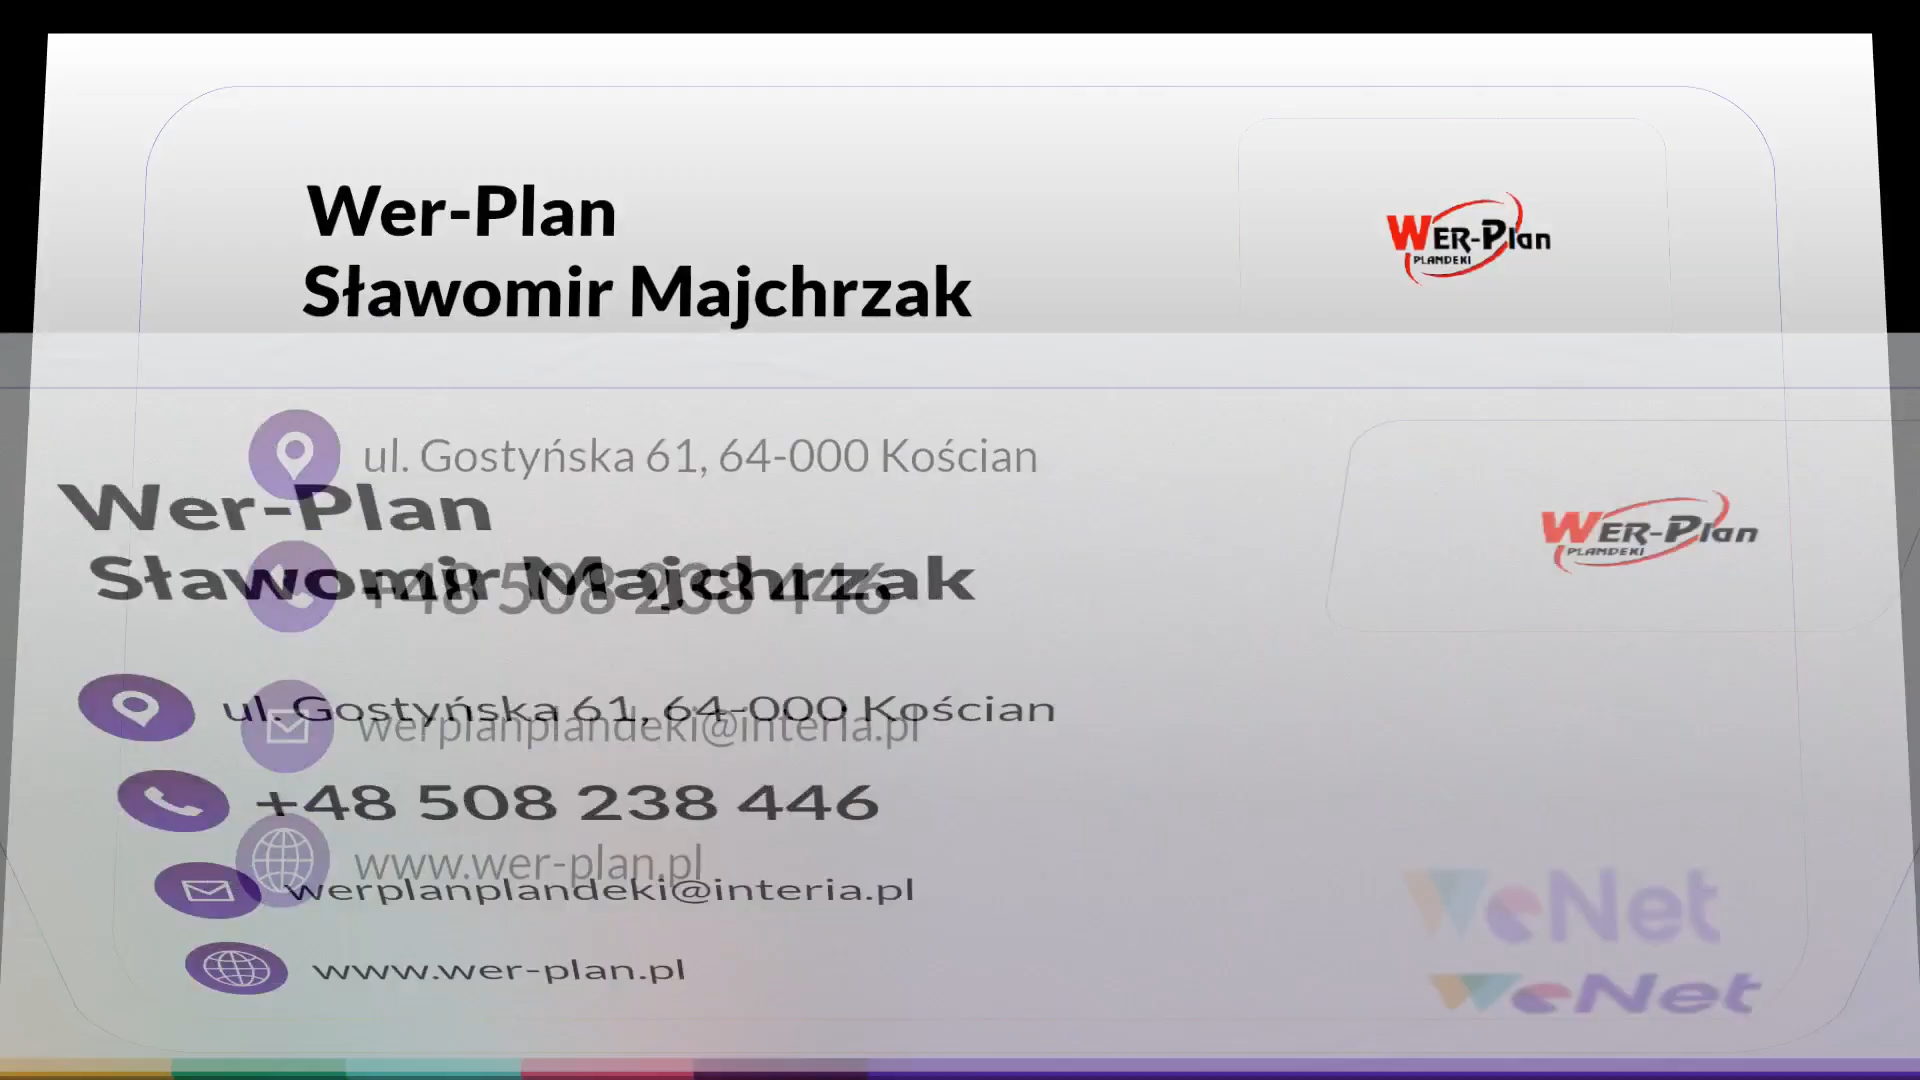 Wer-Plan
Sławomir Majchrzak
WER-Plan
PLANDEKI
ul. Gostyńska 61, 64-000 Kościan
+48 508 238 446
werplanplandeki@interia.pl
www.wer-plan.pl
WeNet
Wer-Plan
Sławomir Majchrzak
WER-Plan
PLANDEKI
ul. Gostyńska 61, 64-000 Kościan
+48 508 238 446
werplanplandeki@interia.pl
www.wer-plan.pl
WeNet